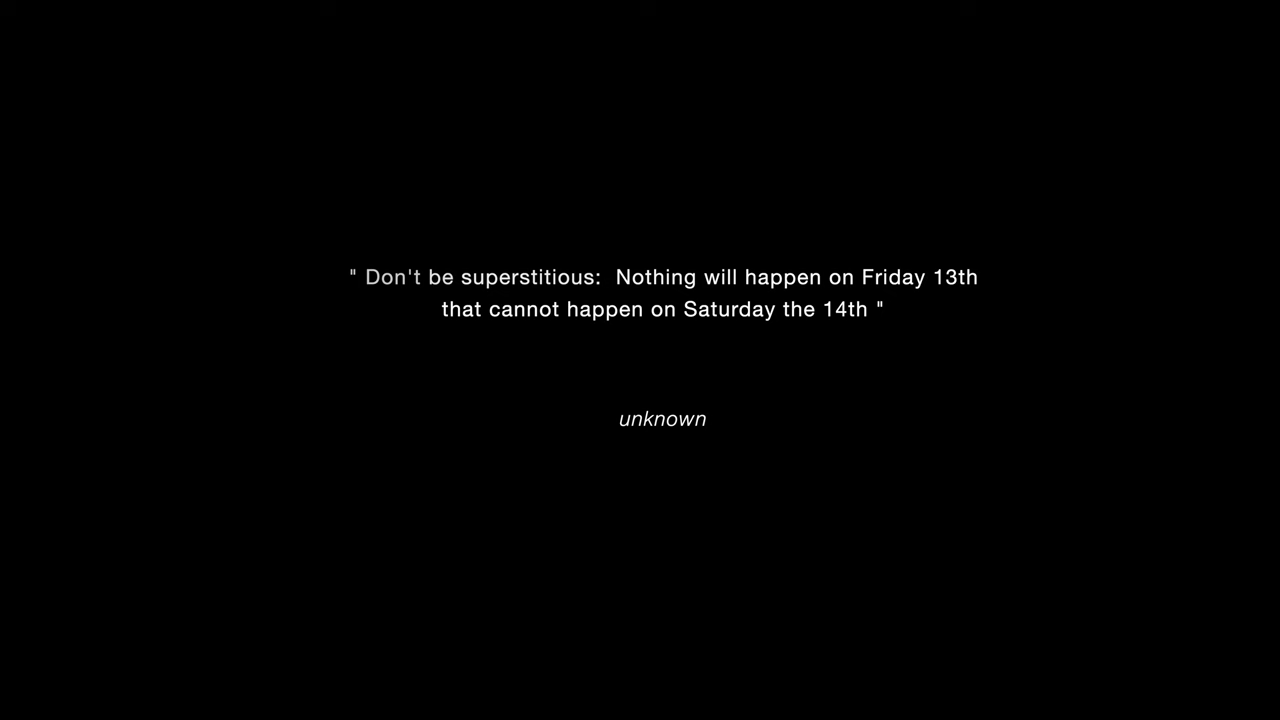 " Don't be superstitious:  Nothing will happen on Friday 13th
that cannot happen on Saturday the 14th "
unknown